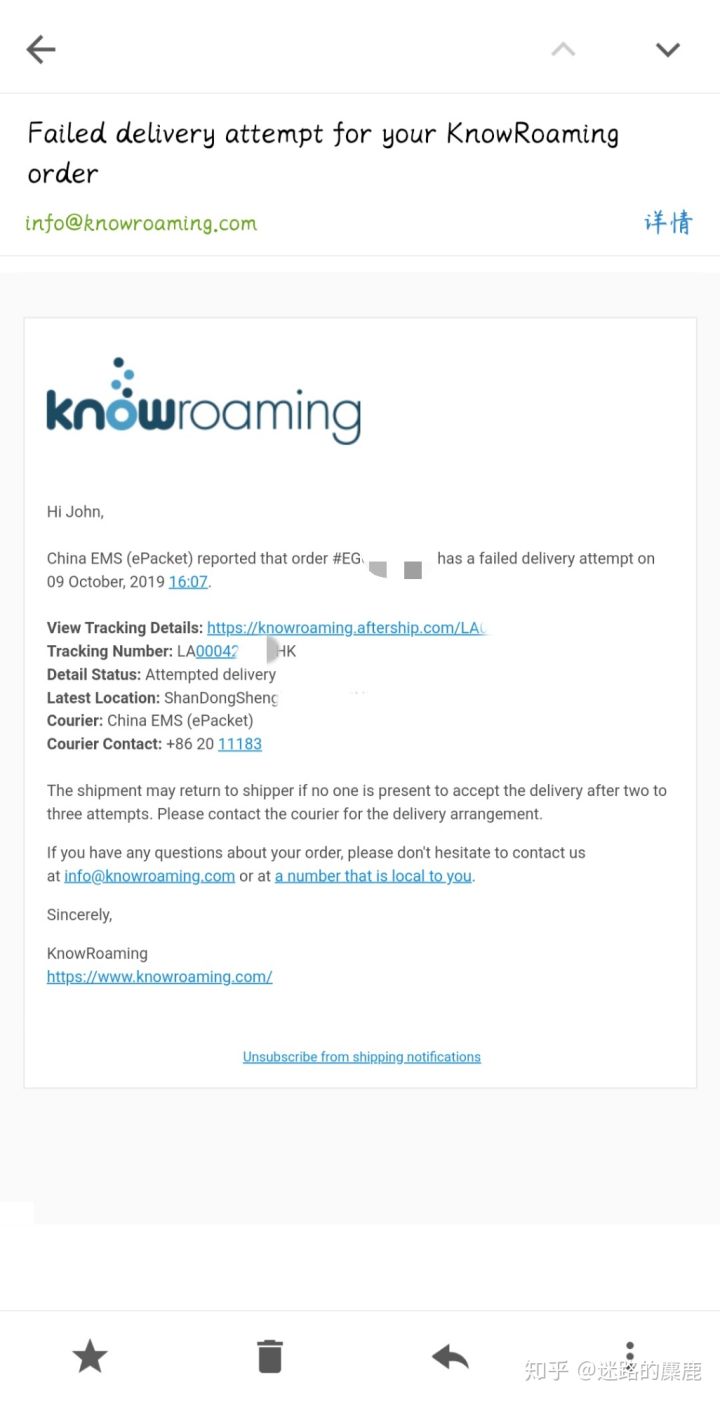 Failed delivery attempt for your KnowRoaming
order
info@knowroaming.com
详情
knowroaming
Hi John,
China EMS (ePacket) reported that order #EG has a failed delivery attempt on
09 October, 2019 16:07.
View Tracking Details: https://knowroaming.aftership.com/LA
Tracking Number: LA00042 HK
Detail Status: Attempted delivery
Latest Location: ShanDongSheng
Courier: China EMS (ePacket)
Courier Contact: +86 20 11183
The shipment may return to shipper if no one is present to accept the delivery after two to
three attempts. Please contact the courier for the delivery arrangement.
If you have any questions about your order, please don't hesitate to contact us
at info@knowroaming.com or at a number that is local to you.
Sincerely,
KnowRoaming
https://www.knowroaming.com/
Unsubscribe from shipping notifications
知乎 @迷路的麋鹿